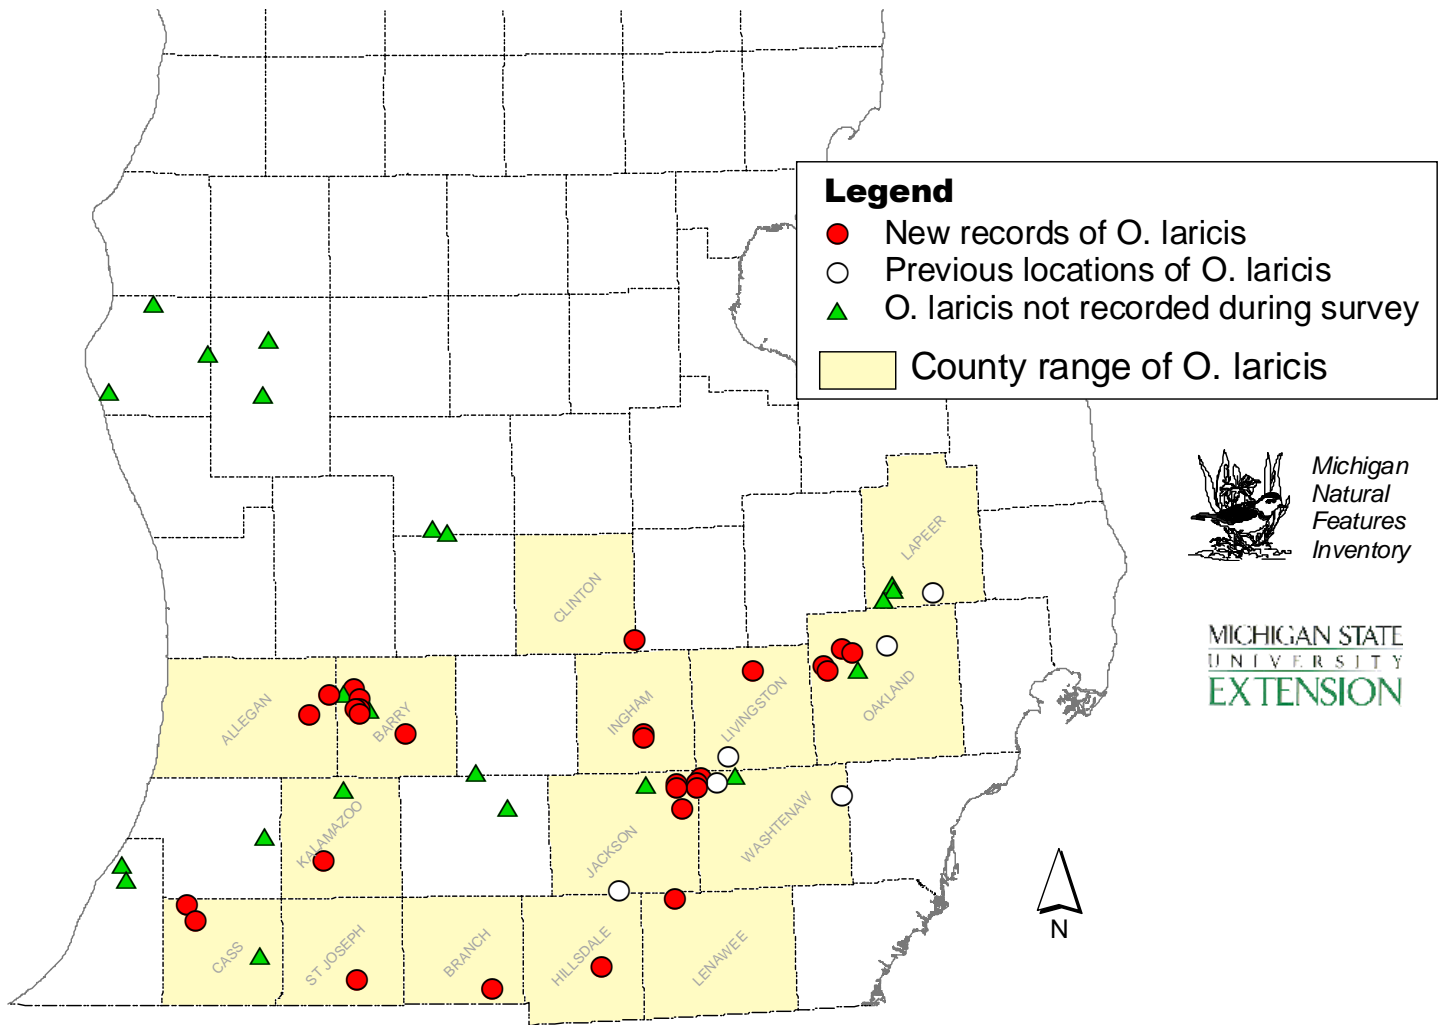 Legend
New records of O. laricis
Previous locations of O. laricis
O. laricis not recorded during survey
County range of O. laricis
Michigan
Natural
Features
Inventory
LAPEER
CLINTON
MICHIGAN STATE
UNIVERSITY
EXTENSION
ALLEGAN
BARRY
INGHAM
LIVINGSTON
OAKLAND
KALAMAZOO
JACKSON
WASHTENAW
CASS
ST JOSEPH
BRANCH
HILLSDALE
LENAWEE
N